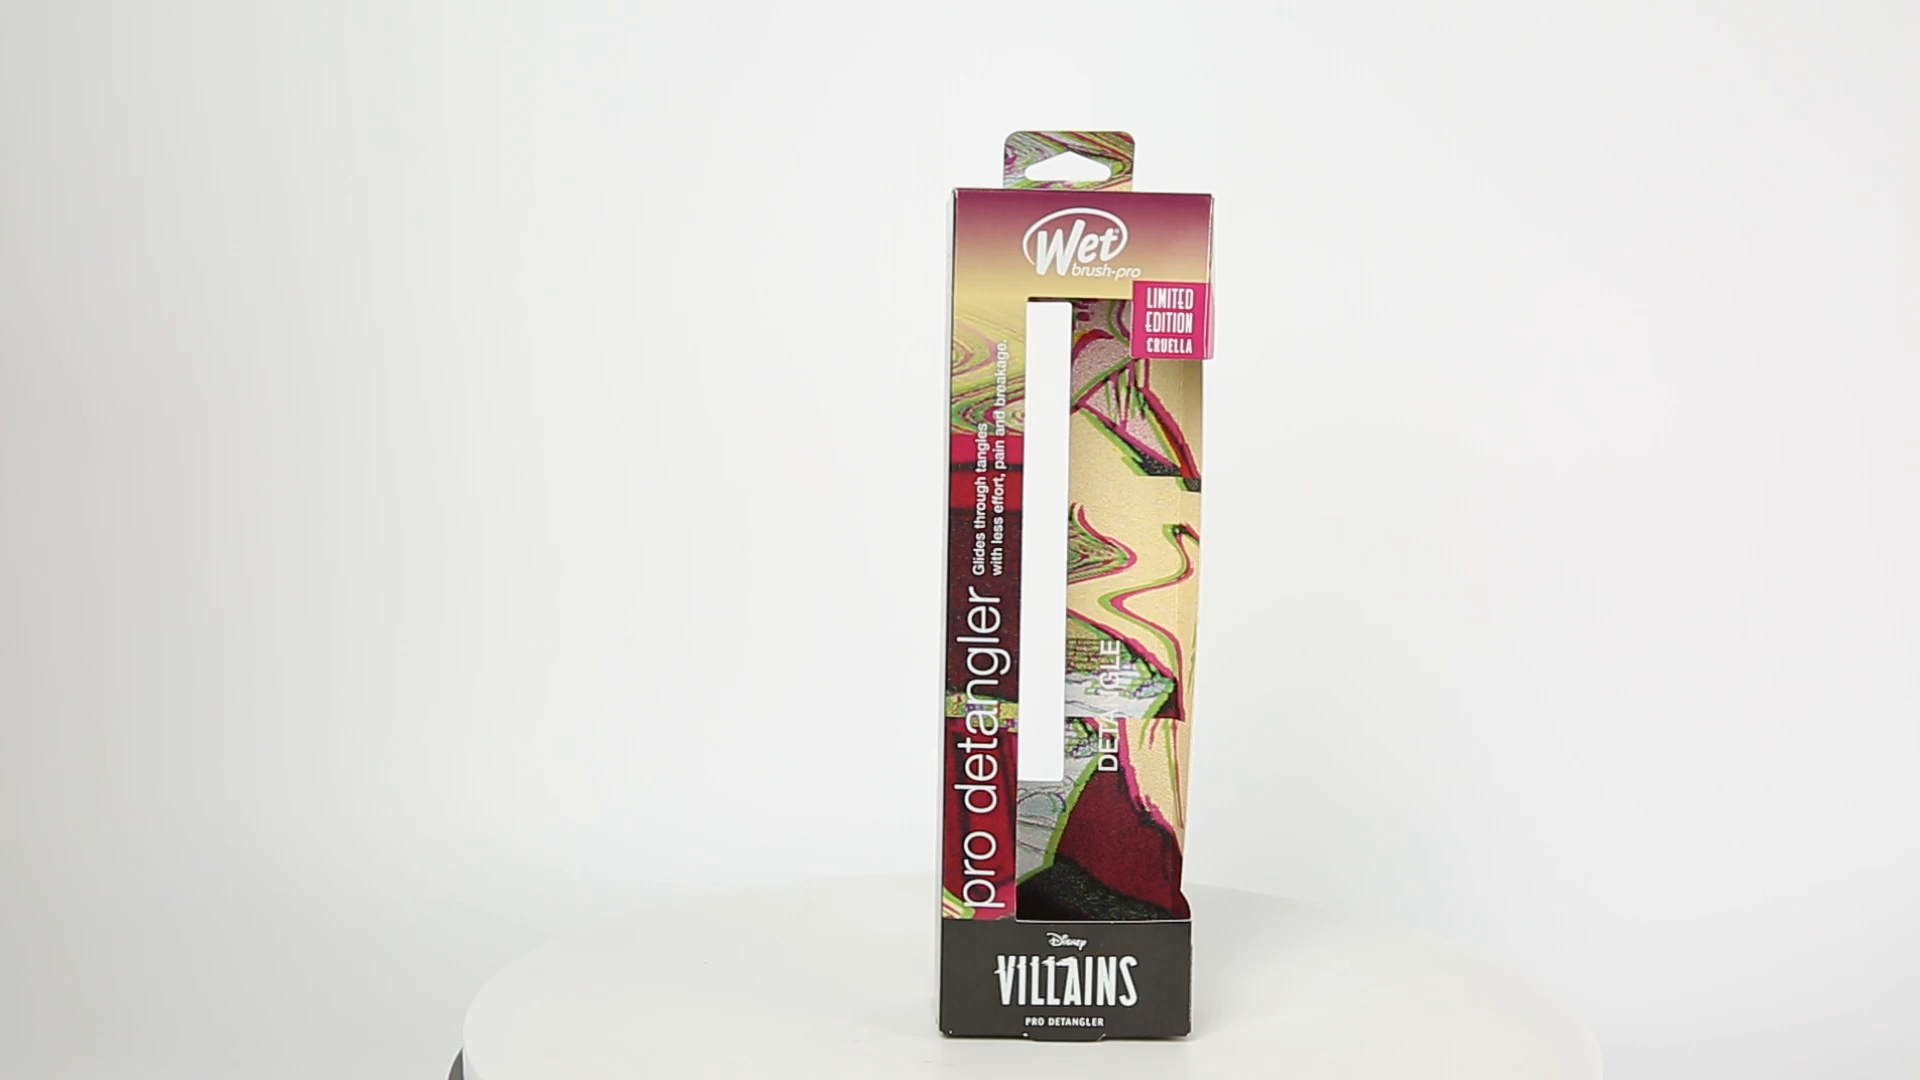 Wet
brush-pro
LIMITED
EDITION
CRUELLA
pro detangler
Glides through tangles
with less effort, pain and breakage.
DETANGLE
Disney
VILLAINS
PRO DETANGLER